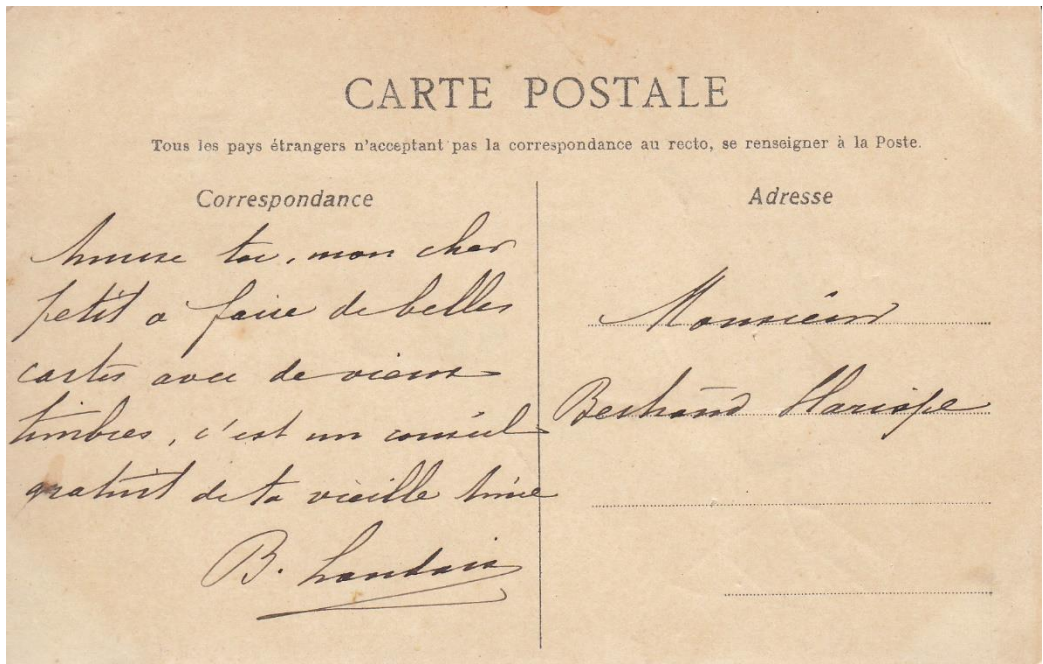 CARTE POSTALE
Tous les pays étrangers n'acceptant pas la correspondance au recto, se renseigner à la Poste.
Correspondance
Amuse toi, mon cher
petit a faire de belles
cartes avec de vieux
timbres, c'est un conseil
gratuit de ta vieille Amie
B.
Adresse
Monsieur
Bertrand